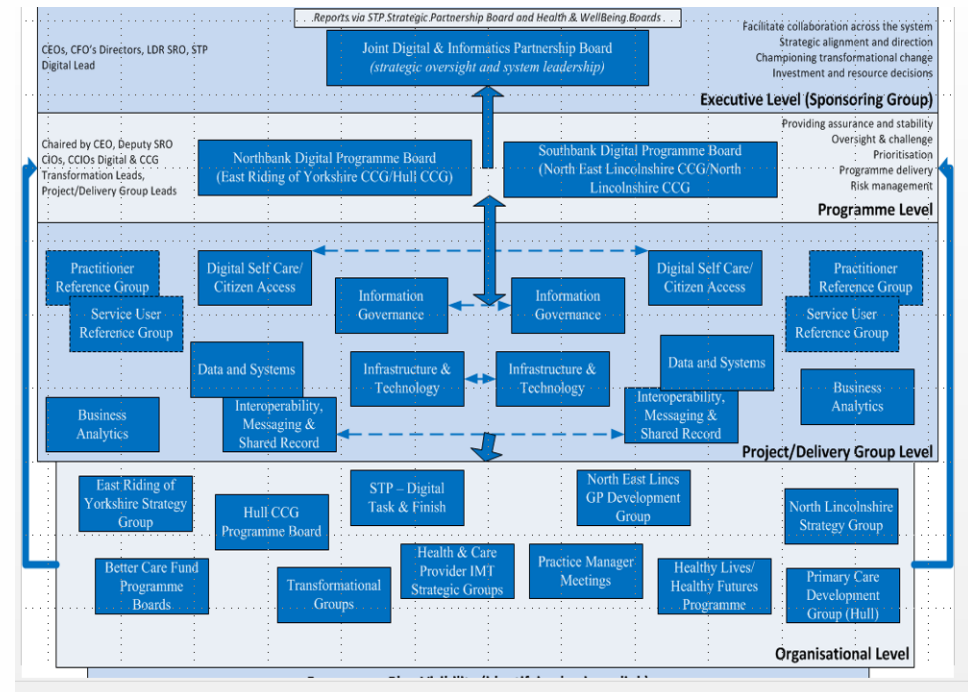 Reports via STP Strategic Partnership Board and Health & WellBeing Boards
CEOs, CFO's Directors, LDR SRO, STP
Digital Lead
Joint Digital & Informatics Partnership Board
(strategic oversight and system leadership)
Facilitate collaboration across the system
Strategic alignment and direction
Championing transformational change
Investment and resource decisions
Executive Level (Sponsoring Group)
Chaired by CEO, Deputy SRO
CIOs, CCIOs Digital & CCG
Transformation Leads,
Project/Delivery Group Leads
Northbank Digital Programme Board
(East Riding of Yorkshire CCG/Hull CCG)
Southbank Digital Programme Board
(North East Lincolnshire CCG/North
Lincolnshire CCG
Providing assurance and stability
Oversight & challenge
Prioritisation
Programme delivery
Risk management
Programme Level
Practitioner
Reference Group
Service User
Reference Group
Digital Self Care/
Citizen Access
Information
Governance
Information
Governance
Digital Self Care/
Citizen Access
Practitioner
Reference Group
Service User
Reference Group
Data and Systems
Infrastructure &
Technology
Infrastructure &
Technology
Data and Systems
Business
Analytics
Interoperability,
Messaging &
Shared Record
Interoperability,
Messaging &
Shared Record
Business
Analytics
Project/Delivery Group Level
East Riding of
Yorkshire Strategy
Group
Hull CCG
Programme Board
STP – Digital
Task & Finish
North East Lincs
GP Development
Group
North Lincolnshire
Strategy Group
Better Care Fund
Programme
Boards
Transformational
Groups
Health & Care
Provider IMT
Strategic Groups
Practice Manager
Meetings
Healthy Lives/
Healthy Futures
Programme
Primary Care
Development
Group (Hull)
Organisational Level